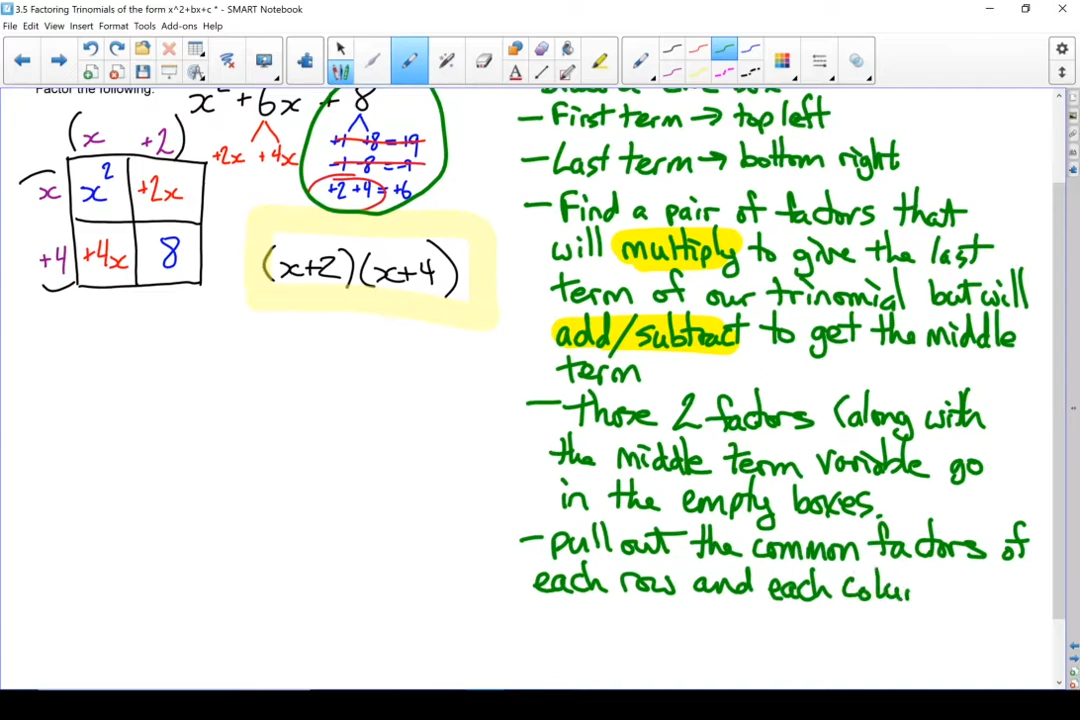 3.5 Factoring Trinomials of the form x^2+bx+c * - SMART Notebook
File Edit View Insert Format Tools Add-ons Help
Factor the following:
x² + 6x + 8
+2x +4x
+1 +8 = +9
-1 -8 = -9
+2 +4 = +6
(x +2)
x x² +2x
+4 +4x 8
(x+2)(x+4)
- First term → top left
- Last term → bottom right
- Find a pair of factors that
will multiply to give the last
term of our trinomial but will
add/subtract to get the middle
term
- Those 2 factors (along with
the middle term variable go
in the empty boxes.
- pull out the common factors of
each row and each colu